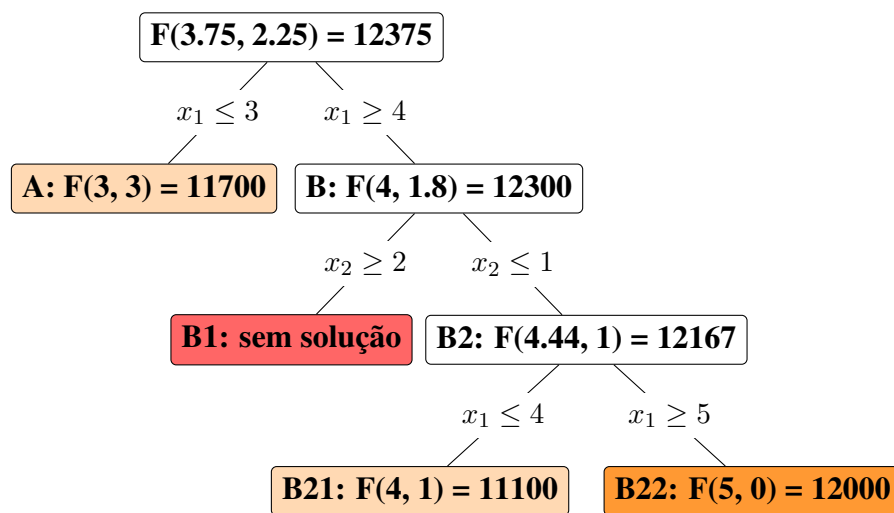 F(3.75, 2.25) = 12375
x₁ ≤ 3 x₁ ≥ 4
A: F(3, 3) = 11700 B: F(4, 1.8) = 12300
x₂ ≥ 2 x₂ ≤ 1
B1: sem solução B2: F(4.44, 1) = 12167
x₁ ≤ 4 x₁ ≥ 5
B21: F(4, 1) = 11100 B22: F(5, 0) = 12000